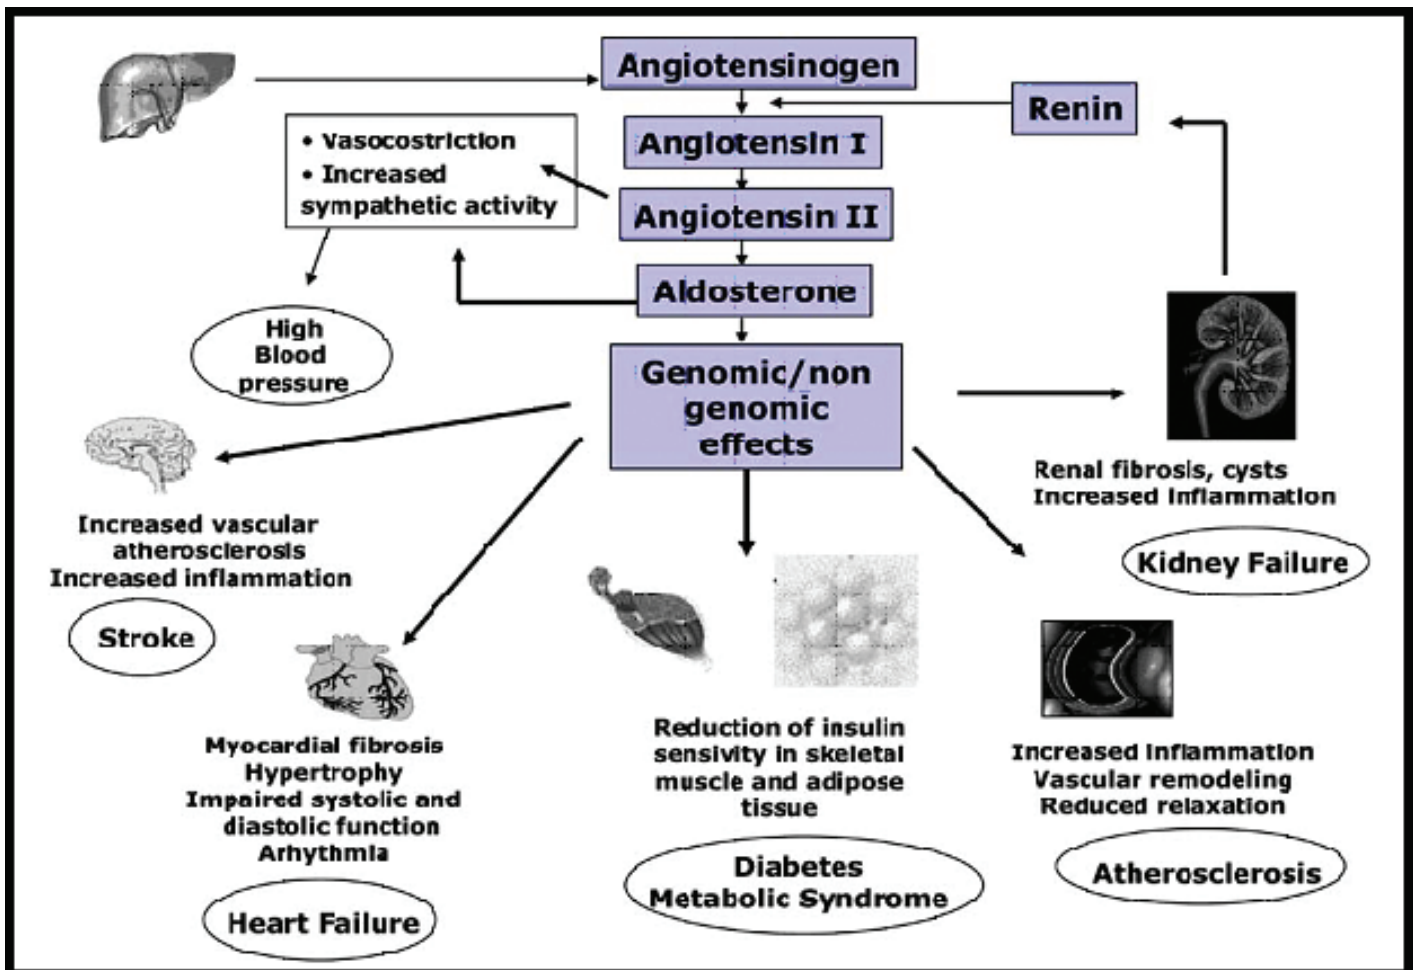 Angiotensinogen
Renin
Angiotensin I
• Vasocostriction
• Increased
sympathetic activity
Angiotensin II
Aldosterone
High
Blood
pressure
Genomic/non
genomic
effects
Renal fibrosis, cysts
Increased inflammation
Kidney Failure
Increased vascular
atherosclerosis
Increased inflammation
Stroke
Myocardial fibrosis
Hypertrophy
Impaired systolic and
diastolic function
Arhythmia
Heart Failure
Reduction of insulin
sensivity in skeletal
muscle and adipose
tissue
Diabetes
Metabolic Syndrome
Increased inflammation
Vascular remodeling
Reduced relaxation
Atherosclerosis